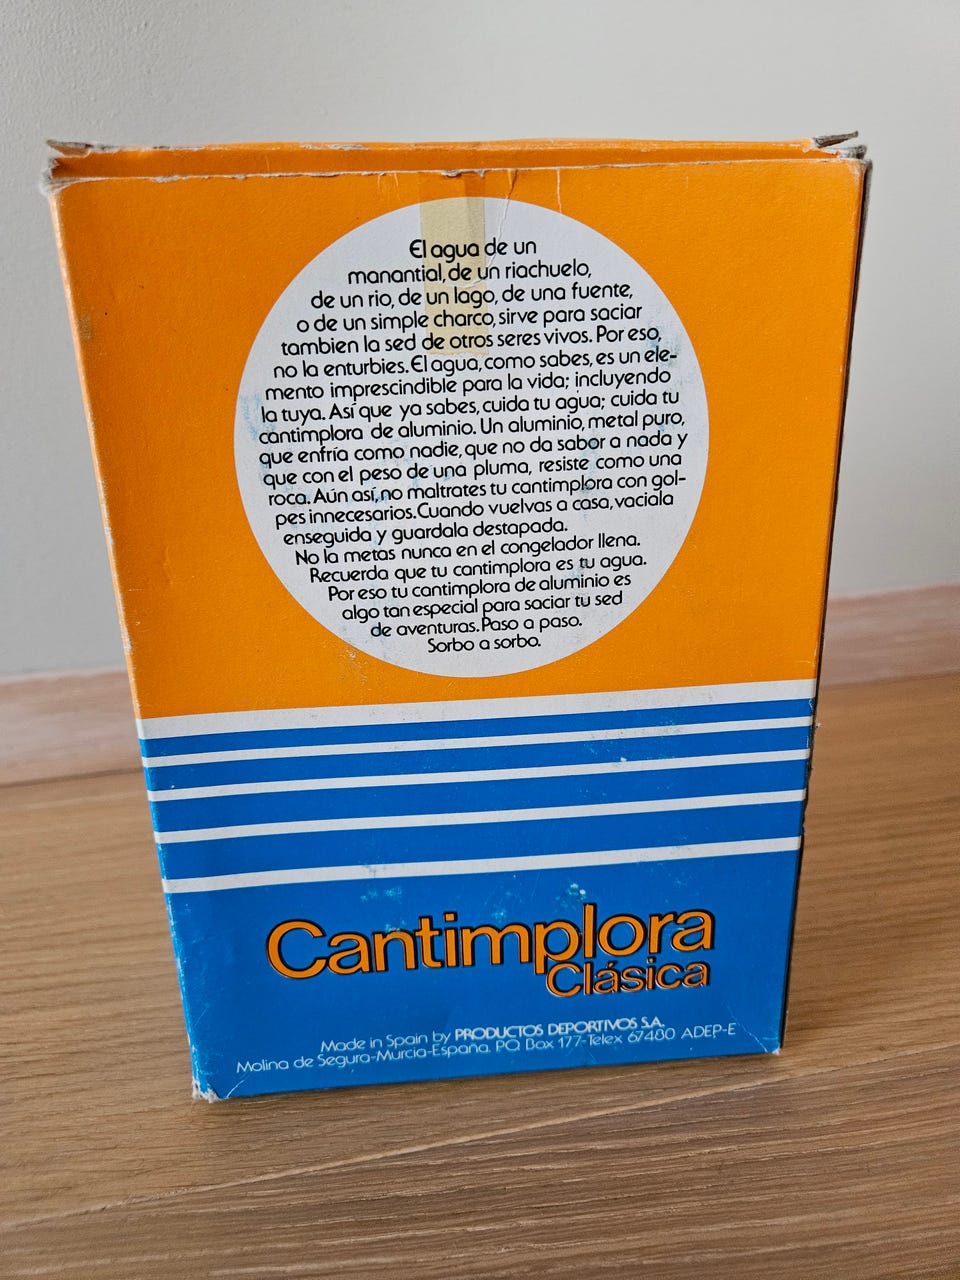 El agua de un
manantial, de un riachuelo,
de un rio, de un lago, de una fuente,
o de un simple charco, sirve para saciar
tambien la sed de otros seres vivos. Por eso,
no la enturbies. El agua, como sabes, es un ele-
mento imprescindible para la vida; incluyendo
la tuya. Así que ya sabes, cuida tu agua; cuida tu
cantimplora de aluminio. Un aluminio, metal puro,
que enfría como nadie, que no da sabor a nada y
que con el peso de una pluma, resiste como una
roca. Aún así, no maltrates tu cantimplora con gol-
pes innecesarios. Cuando vuelvas a casa, vaciala
enseguida y guardala destapada.
No la metas nunca en el congelador llena.
Recuerda que tu cantimplora es tu agua.
Por eso tu cantimplora de aluminio es
algo tan especial para saciar tu sed
de aventuras. Paso a paso.
Sorbo a sorbo.
Cantimplora
Clásica
Made in Spain by PRODUCTOS DEPORTIVOS S.A.
Molina de Segura-Murcia-España. P.O. Box 177-Telex 67480 ADEP-E